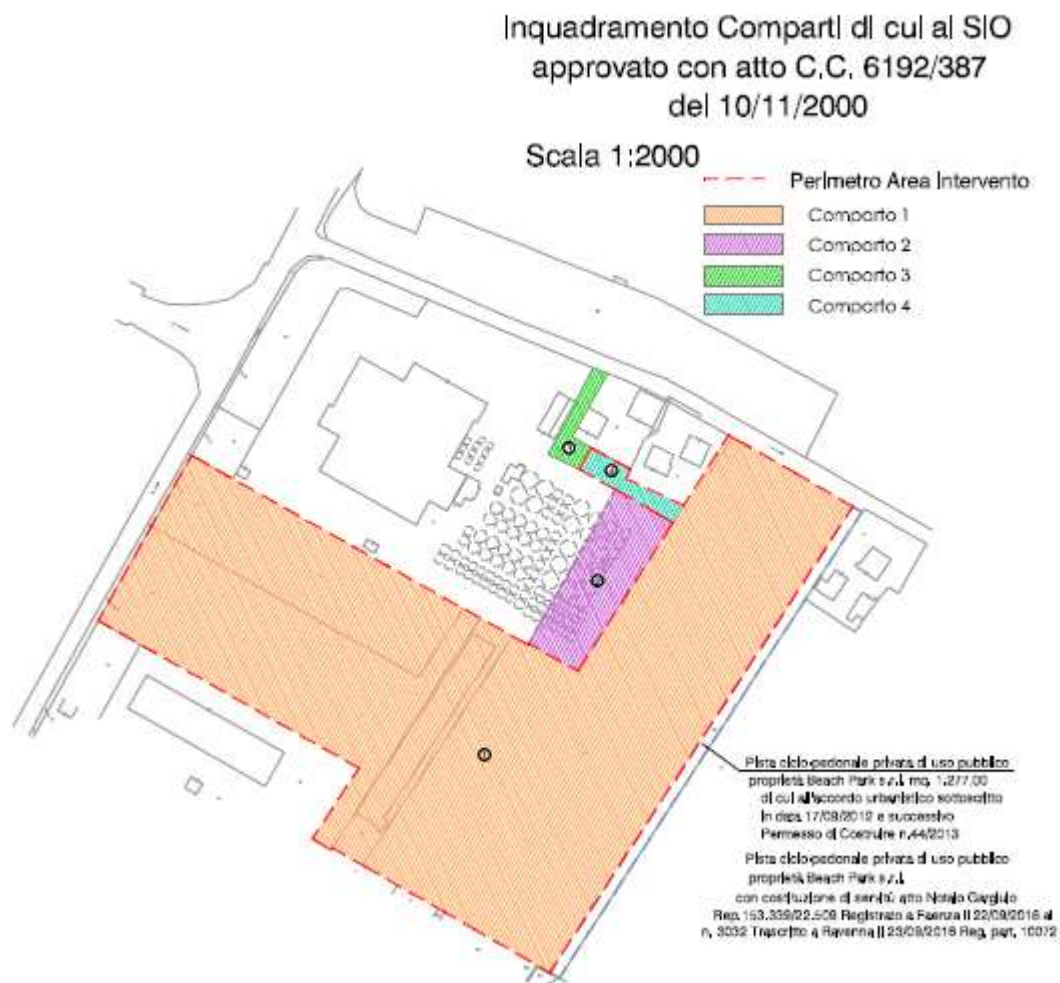 Inquadramento Comparti di cui al SIO
approvato con atto C.C. 6192/387
del 10/11/2000
Scala 1:2000
Perimetro Area Intervento
Comparto 1
Comparto 2
Comparto 3
Comparto 4
Pista ciclo-pedonale privata di uso pubblico
proprietà Beach Park s.r.l. mq. 1.277,00
di cui all'accordo urbanistico sottoscritto
in data 17/09/2012 e successivo
Permesso di Costruire n.44/2013
Pista ciclo-pedonale privata di uso pubblico
proprietà Beach Park s.r.l.
con costituzione di servitù atto Notaio Gargiulo
Rep. 153.339/22.509 Registrato a Faenza il 22/09/2016 al
n. 3032 Trascritto a Ravenna il 23/09/2016 Reg. part. 10072